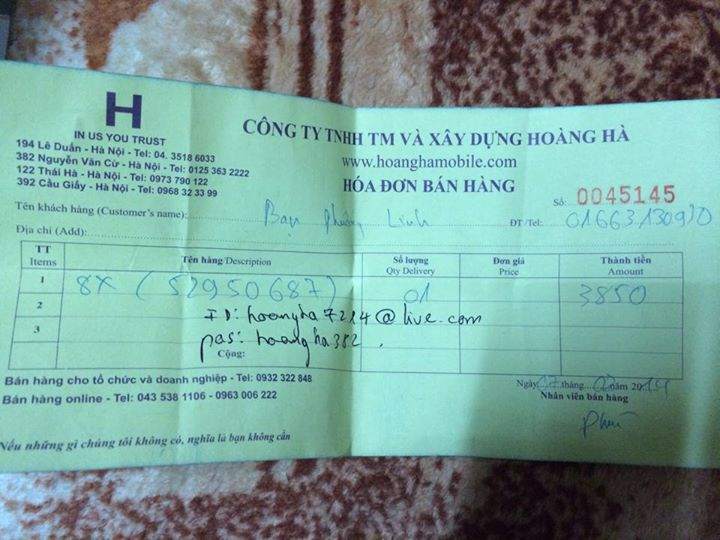 H
IN US YOU TRUST
194 Lê Duẩn - Hà Nội - Tel: 04. 3518 6033
382 Nguyễn Văn Cừ - Hà Nội - Tel: 0125 363 2222
122 Thái Hà - Hà Nội - Tel: 0973 790 122
392 Cầu Giấy - Hà Nội - Tel: 0968 32 33 99
CÔNG TY TNHH TM VÀ XÂY DỰNG HOÀNG HÀ
www.hoanghamobile.com
HÓA ĐƠN BÁN HÀNG
Số: 0045145
Tên khách hàng (Customer's name): Bạn Phương Linh ĐT/Tel: 01663130970
Địa chỉ (Add):
TT Tên hàng/Description Số lượng Đơn giá Thành tiền
Items Qty Delivery Price Amount
1 8X (52950687) 01 3850
2 ID: hoangha7214@live.com
3 pas: hoangha382.
Cộng:
Bán hàng cho tổ chức và doanh nghiệp - Tel: 0932 322 848
Bán hàng online - Tel: 043 538 1106 - 0963 006 222
Ngày 17 tháng 02 năm 2014
Nhân viên bán hàng
Nếu những gì chúng tôi không có, nghĩa là bạn không cần